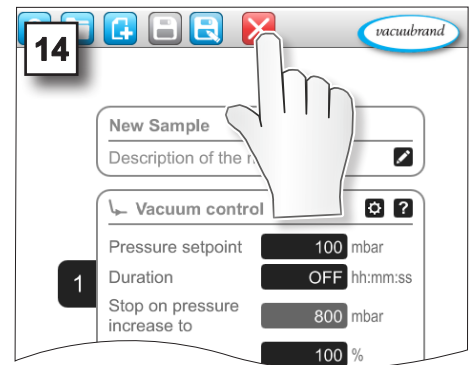 14
vacuubrand
New Sample
Description of the
Vacuum control
?
Pressure setpoint 100 mbar
1
Duration OFF hh:mm:ss
Stop on pressure
increase to 800 mbar
100 %